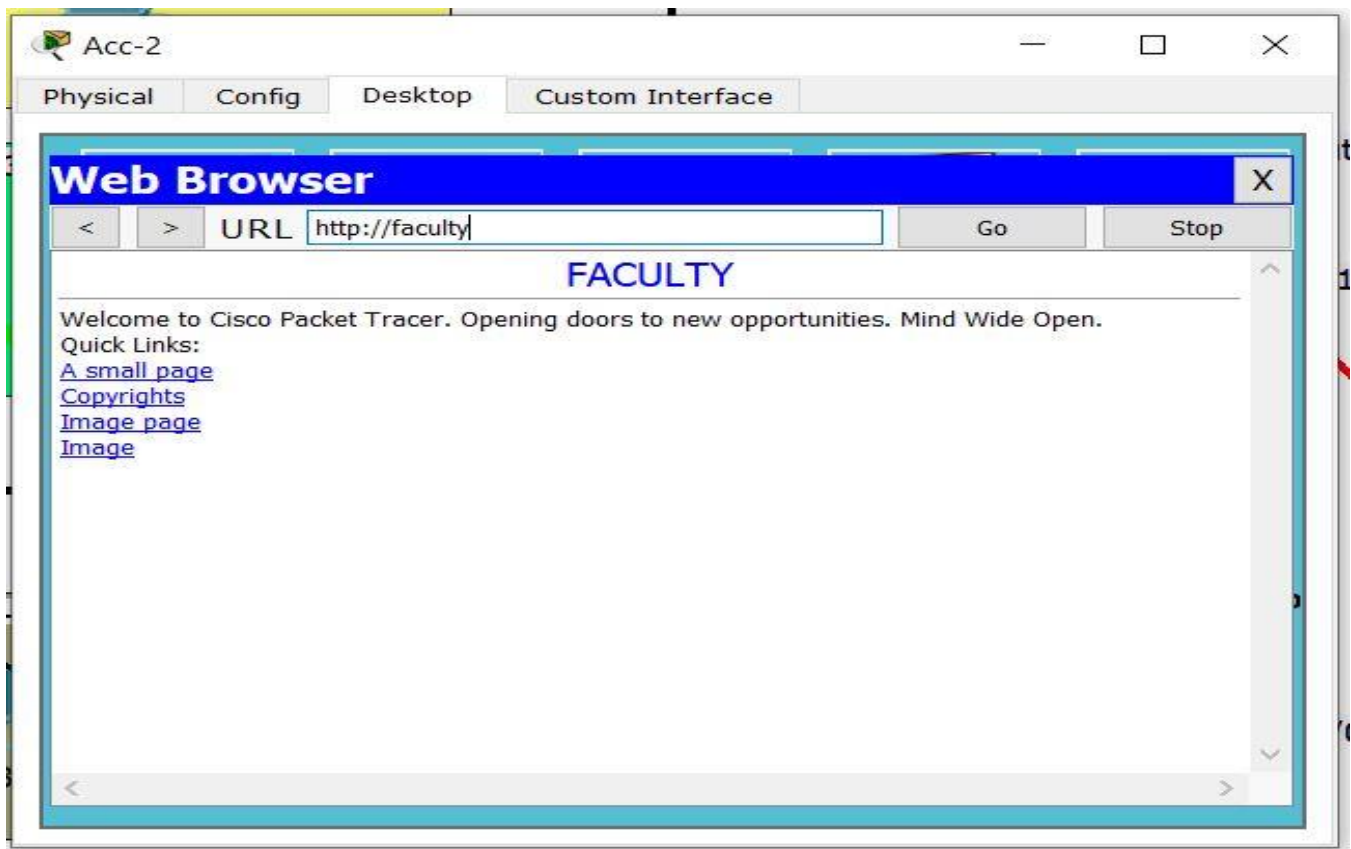 Acc-2
Physical Config Desktop Custom Interface
Web Browser X
< > URL http://faculty Go Stop
FACULTY
Welcome to Cisco Packet Tracer. Opening doors to new opportunities. Mind Wide Open.
Quick Links:
A small page
Copyrights
Image page
Image